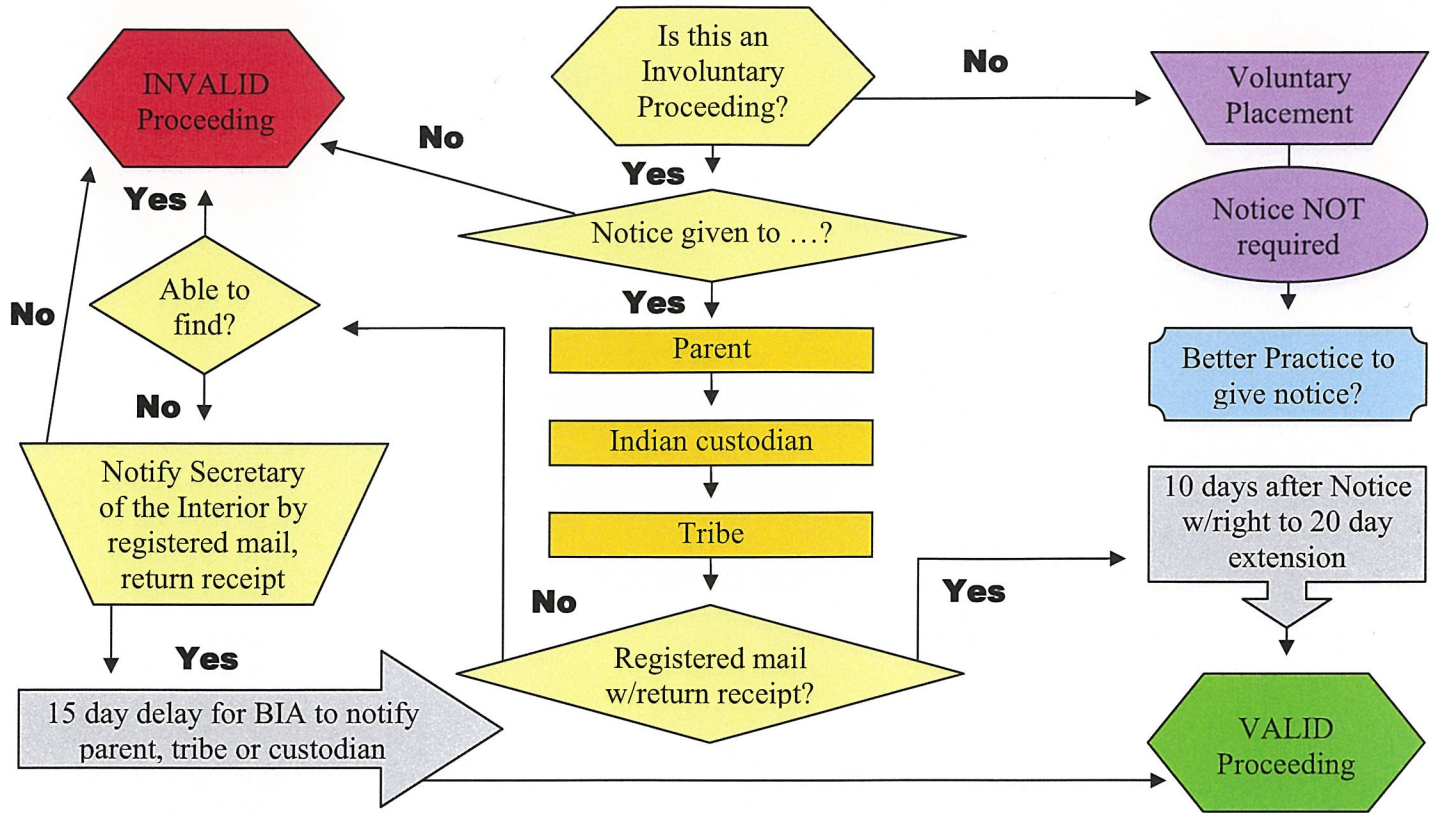 INVALID
Proceeding
Is this an
Involuntary
Proceeding?
No
Voluntary
Placement
No
Yes
Yes
Notice given to …?
Notice NOT
required
Able to
find?
No
Yes
Parent
Better Practice to
give notice?
No
Indian custodian
Notify Secretary
of the Interior by
registered mail,
return receipt
10 days after Notice
w/right to 20 day
extension
Tribe
No
Yes
Yes
Registered mail
w/return receipt?
15 day delay for BIA to notify
parent, tribe or custodian
VALID
Proceeding